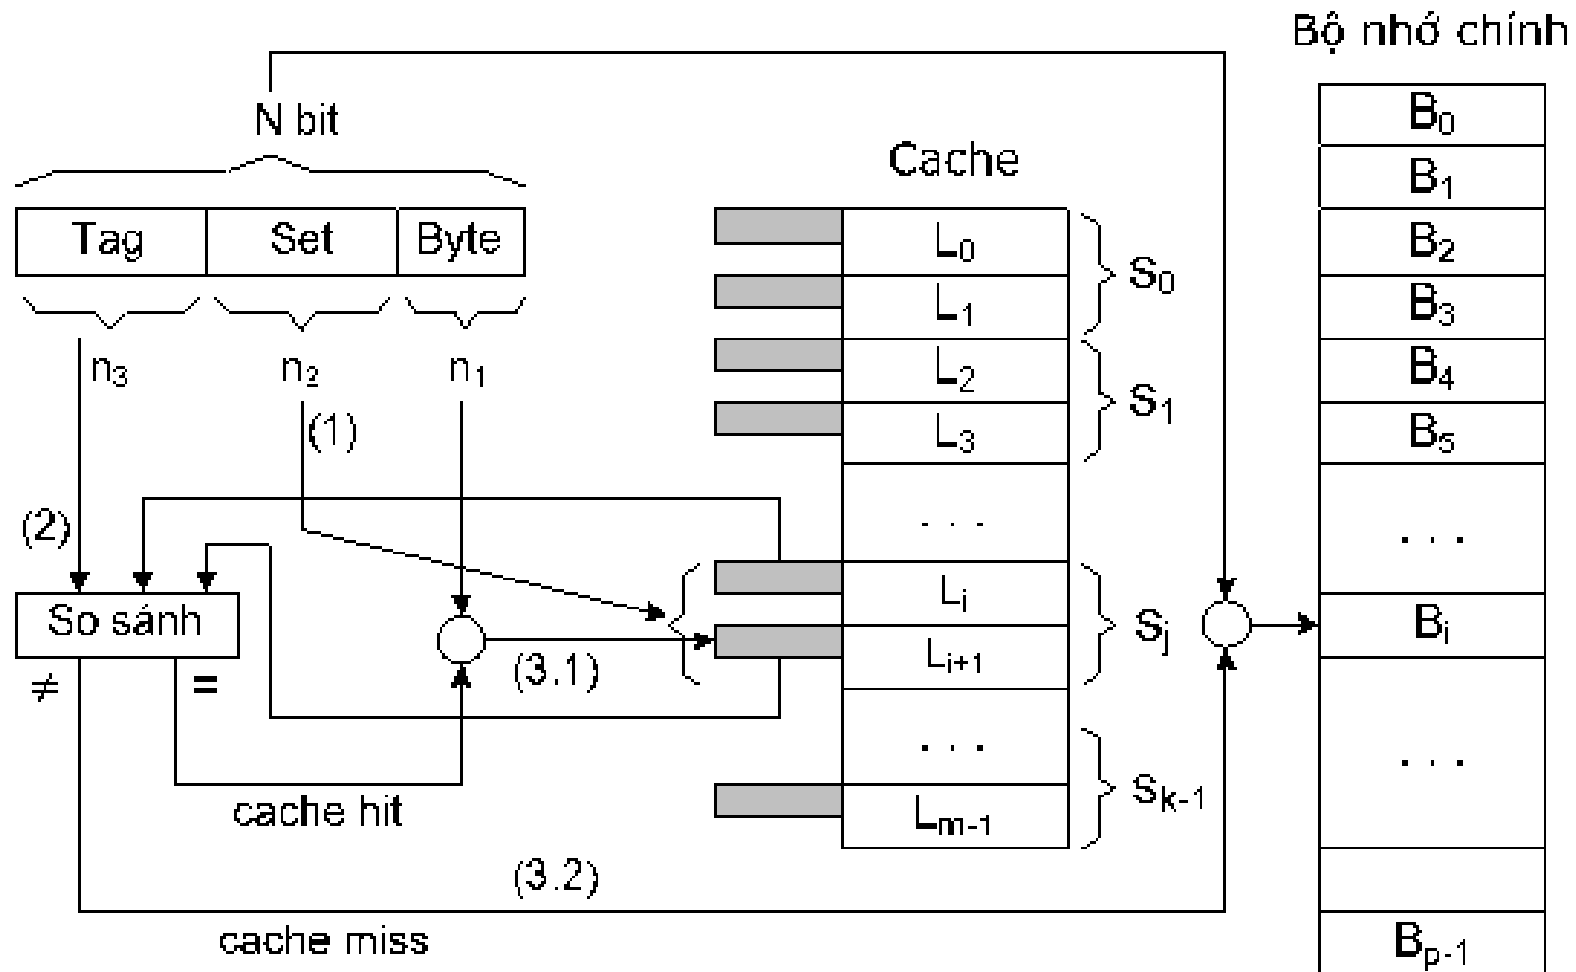 Bộ nhớ chính
N bit
Cache
Tag Set Byte
n3 n2 n1
(1)
(2)
So sánh
≠ =
(3.1)
cache hit
(3.2)
cache miss
L0
L1
L2
L3
. . .
Li
Li+1
. . .
Lm-1
S0
S1
Sj
Sk-1
B0
B1
B2
B3
B4
B5
. . .
Bi
. . .
Bp-1